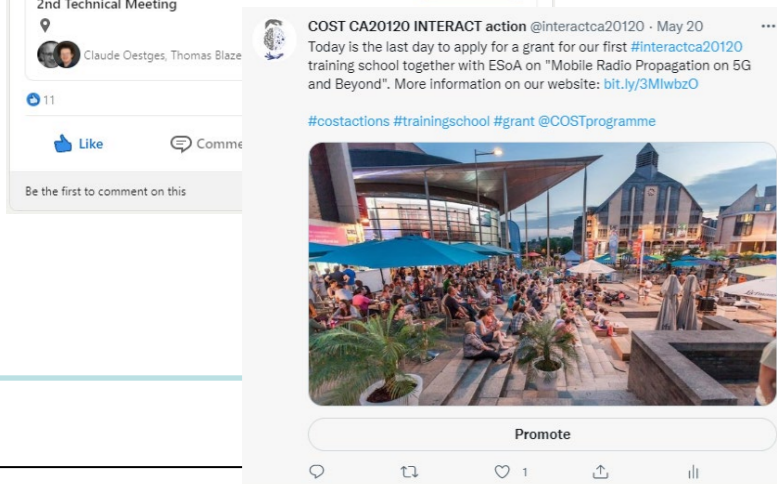 2nd Technical Meeting
Claude Oestges, Thomas Blaze
11
Like
Comme
Be the first to comment on this
COST CA20120 INTERACT action @interactca20120 · May 20
Today is the last day to apply for a grant for our first #interactca20120
training school together with ESoA on "Mobile Radio Propagation on 5G
and Beyond". More information on our website: bit.ly/3MIwbzO
#costactions #trainingschool #grant @COSTprogramme
Promote
1